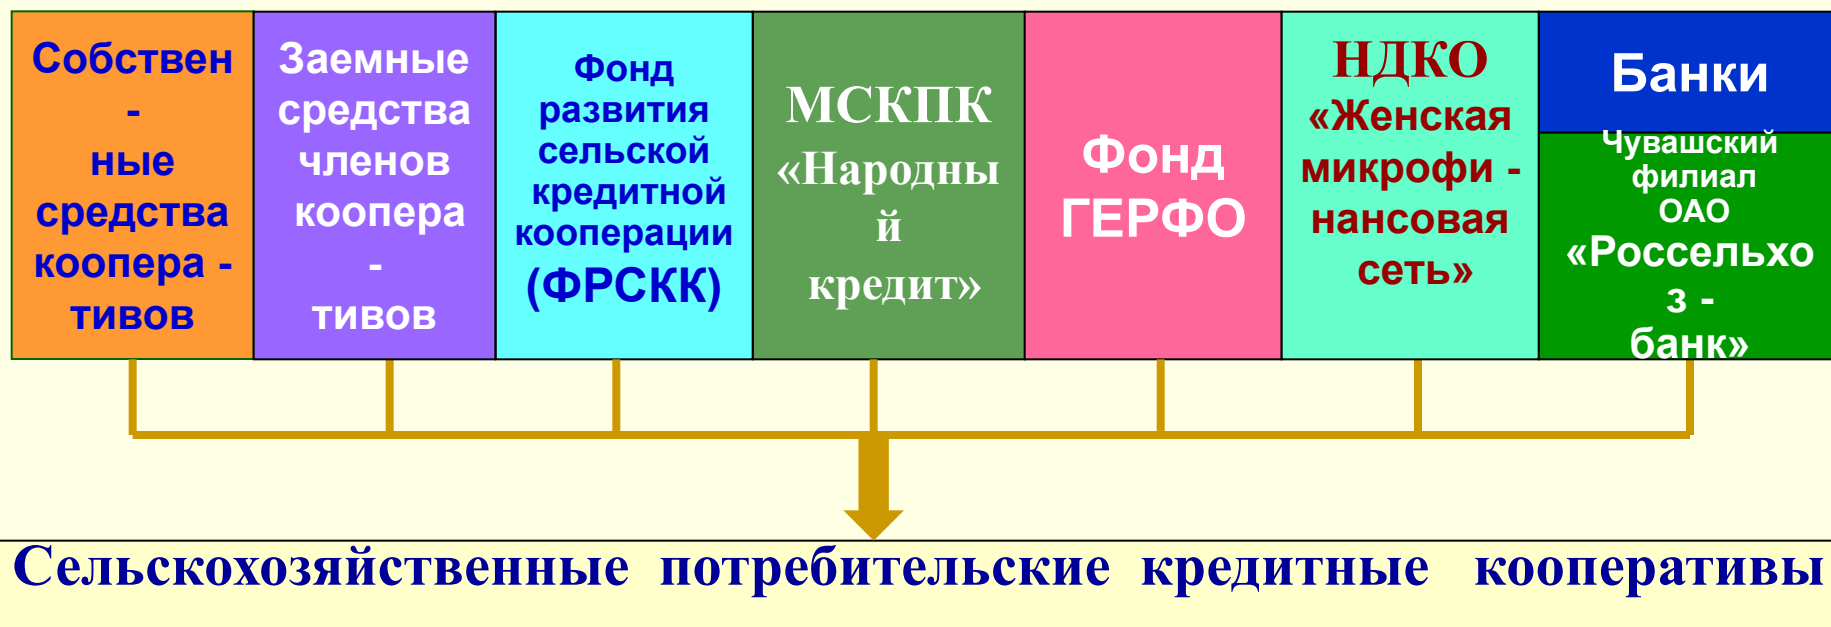 Собствен
-
ные
средства
коопера -
тивов
Заемные
средства
членов
коопера
-
тивов
Фонд
развития
сельской
кредитной
кооперации
(ФРСКК)
МСКПК
«Народны
й
кредит»
Фонд
ГЕРФО
НДКО
«Женская
микрофи -
нансовая
сеть»
Банки
Чувашский
филиал
ОАО
«Россельхо
з -
банк»
Сельскохозяйственные потребительские кредитные кооперативы